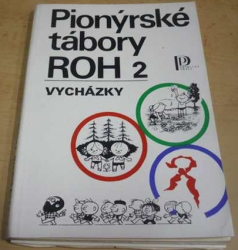 Pionýrské
tábory
ROH 2
VYCHÁZKY